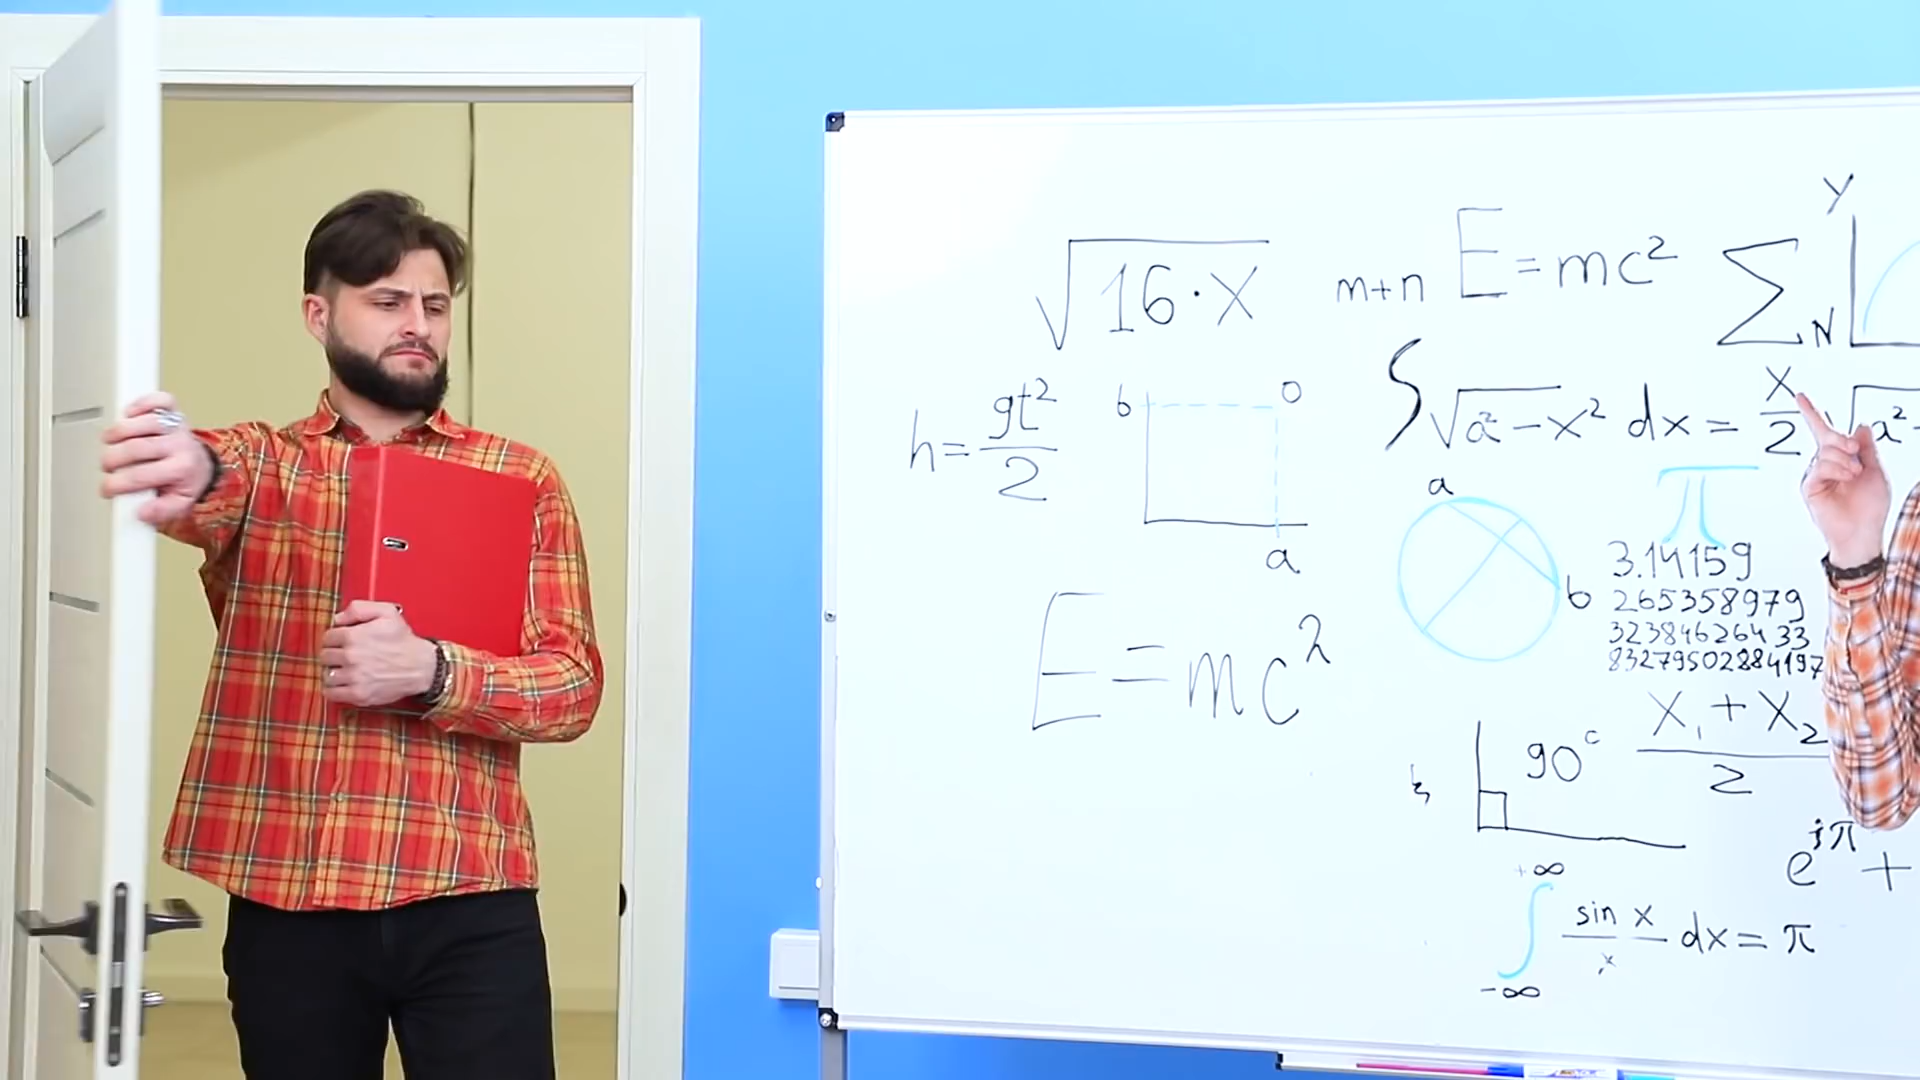 √16·x
m+n
E=mc²
∑
N
y
h=gt²/2
b
o
a
∫√a²-x² dx = x/2 √a²-
a
b
π
3.14159
265358979
32384626433
83279502884197
E=mc²
x₁+x₂/2
90°
e^iπ+
+∞
∫ sin x/x dx = π
-∞